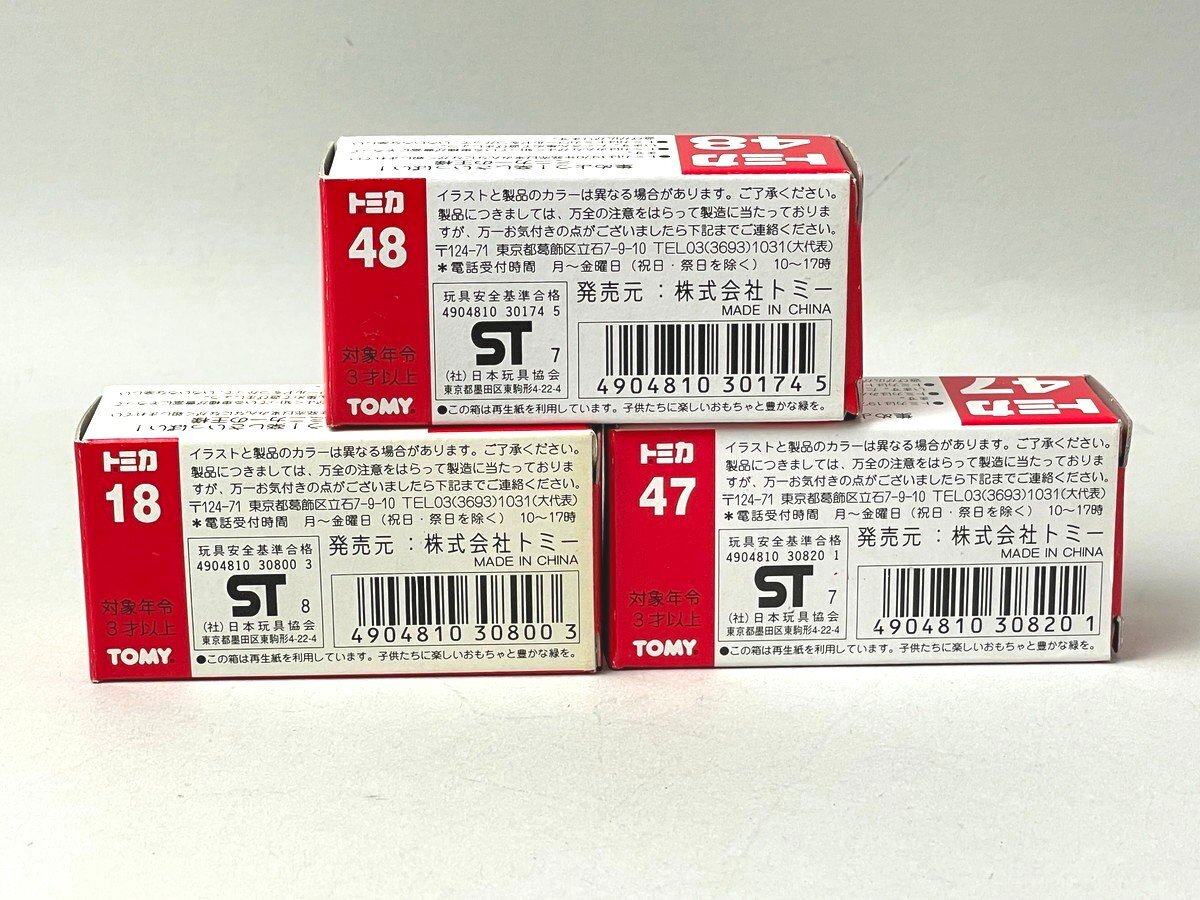 トミカ
48
トミカ
48
対象年令
3才以上
TOMY
イラストと製品のカラーは異なる場合があります。ご了承ください。
製品につきましては、万全の注意をはらって製造に当たっておりま
すが、万一お気付きの点がございましたら下記までご連絡ください。
〒124-71 東京都葛飾区立石7-9-10 TEL03(3693)1031(大代表)
＊電話受付時間 月～金曜日(祝日・祭日を除く) 10～17時
玩具安全基準合格
4904810 30174 5
ST 7
(社)日本玩具協会
東京都墨田区東駒形4-22-4
発売元：株式会社トミー
MADE IN CHINA
4904810 301745
●この箱は再生紙を利用しています。子供たちに楽しいおもちゃと豊かな緑を。
トミカ
18
対象年令
3才以上
TOMY
イラストと製品のカラーは異なる場合があります。ご了承ください。
製品につきましては、万全の注意をはらって製造に当たっておりま
すが、万一お気付きの点がございましたら下記までご連絡ください。
〒124-71 東京都葛飾区立石7-9-10 TEL03(3693)1031(大代表)
＊電話受付時間 月～金曜日(祝日・祭日を除く) 10～17時
玩具安全基準合格
4904810 30800 3
ST 8
(社)日本玩具協会
東京都墨田区東駒形4-22-4
発売元：株式会社トミー
MADE IN CHINA
4904810 308003
●この箱は再生紙を利用しています。子供たちに楽しいおもちゃと豊かな緑を。
トミカ
47
トミカ
47
対象年令
3才以上
TOMY
イラストと製品のカラーは異なる場合があります。ご了承ください。
製品につきましては、万全の注意をはらって製造に当たっておりま
すが、万一お気付きの点がございましたら下記までご連絡ください。
〒124-71 東京都葛飾区立石7-9-10 TEL03(3693)1031(大代表)
＊電話受付時間 月～金曜日(祝日・祭日を除く) 10～17時
玩具安全基準合格
4904810 30820 1
ST 7
(社)日本玩具協会
東京都墨田区東駒形4-22-4
発売元：株式会社トミー
MADE IN CHINA
4904810 308201
●この箱は再生紙を利用しています。子供たちに楽しいおもちゃと豊かな緑を。